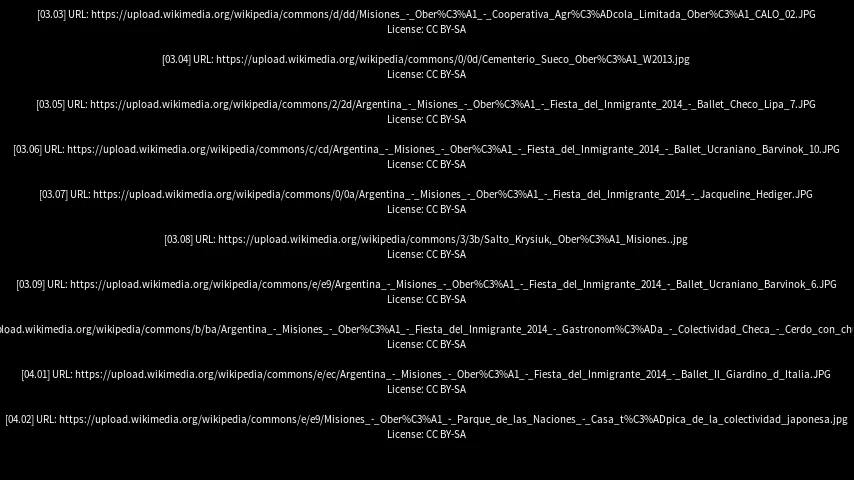 [03.03] URL: https://upload.wikimedia.org/wikipedia/commons/d/dd/Misiones_-_Ober%C3%A1_-_Cooperativa_Agr%C3%ADcola_Limitada_Ober%C3%A1_CALO_02.JPG
License: CC BY-SA
[03.04] URL: https://upload.wikimedia.org/wikipedia/commons/0/0d/Cementerio_Sueco_Ober%C3%A1_W2013.jpg
License: CC BY-SA
[03.05] URL: https://upload.wikimedia.org/wikipedia/commons/2/2d/Argentina_-_Misiones_-_Ober%C3%A1_-_Fiesta_del_Inmigrante_2014_-_Ballet_Checo_Lipa_7.JPG
License: CC BY-SA
[03.06] URL: https://upload.wikimedia.org/wikipedia/commons/c/cd/Argentina_-_Misiones_-_Ober%C3%A1_-_Fiesta_del_Inmigrante_2014_-_Ballet_Ucraniano_Barvinok_10.JPG
License: CC BY-SA
[03.07] URL: https://upload.wikimedia.org/wikipedia/commons/0/0a/Argentina_-_Misiones_-_Ober%C3%A1_-_Fiesta_del_Inmigrante_2014_-_Jacqueline_Hediger.JPG
License: CC BY-SA
[03.08] URL: https://upload.wikimedia.org/wikipedia/commons/3/3b/Salto_Krysiuk,_Ober%C3%A1_Misiones..jpg
License: CC BY-SA
[03.09] URL: https://upload.wikimedia.org/wikipedia/commons/e/e9/Argentina_-_Misiones_-_Ober%C3%A1_-_Fiesta_del_Inmigrante_2014_-_Ballet_Ucraniano_Barvinok_6.JPG
License: CC BY-SA
load.wikimedia.org/wikipedia/commons/b/ba/Argentina_-_Misiones_-_Ober%C3%A1_-_Fiesta_del_Inmigrante_2014_-_Gastronom%C3%ADa_-_Colectividad_Checa_-_Cerdo_con_ch
License: CC BY-SA
[04.01] URL: https://upload.wikimedia.org/wikipedia/commons/e/ec/Argentina_-_Misiones_-_Ober%C3%A1_-_Fiesta_del_Inmigrante_2014_-_Ballet_Il_Giardino_d_Italia.JPG
License: CC BY-SA
[04.02] URL: https://upload.wikimedia.org/wikipedia/commons/e/e9/Misiones_-_Ober%C3%A1_-_Parque_de_las_Naciones_-_Casa_t%C3%ADpica_de_la_colectividad_japonesa.jpg
License: CC BY-SA